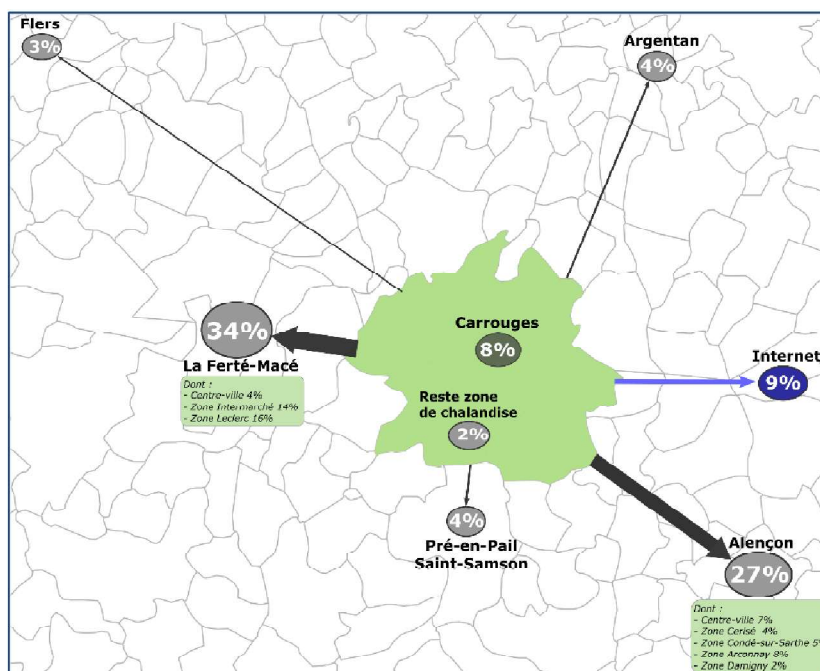 Flers
3%
Argentan
4%
34%
La Ferté-Macé
Dont :
- Centre-ville 4%
- Zone Intermarché 14%
- Zone Leclerc 16%
Carrouges
8%
Internet
9%
Reste zone
de chalandise
2%
4%
Pré-en-Pail
Saint-Samson
Alençon
27%
Dont :
- Centre-ville 7%
- Zone Cerisé 4%
- Zone Condé-sur-Sarthe 5%
- Zone Arconnay 8%
- Zone Damigny 2%